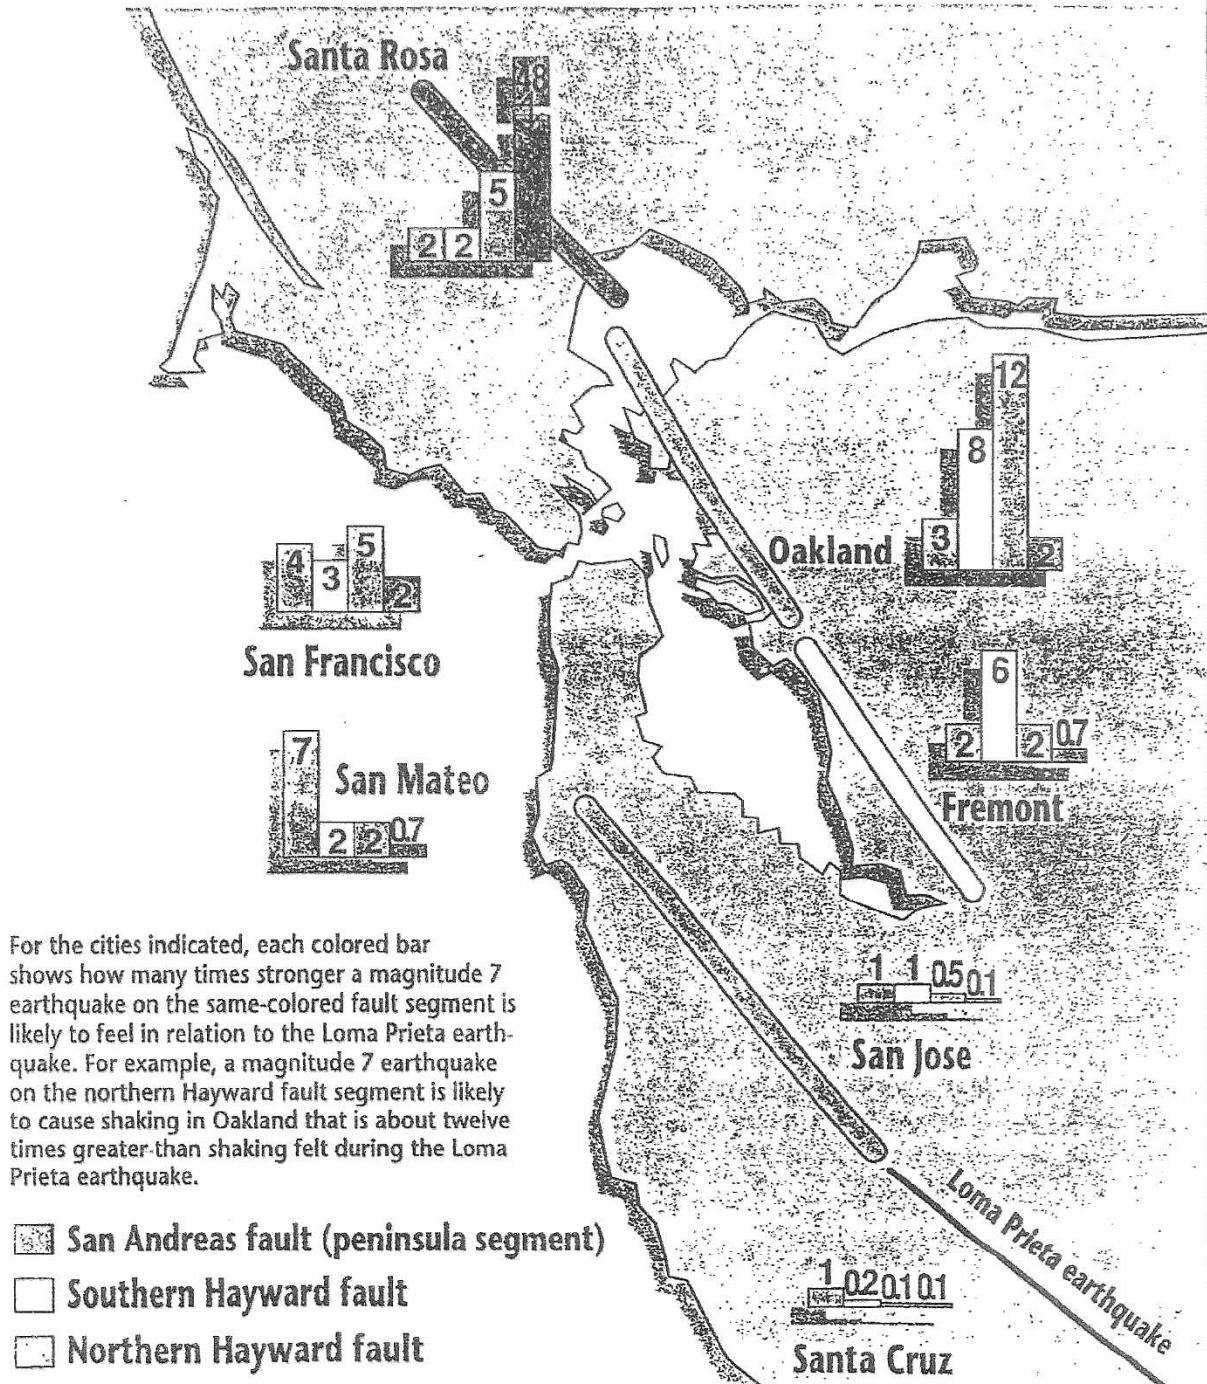 Santa Rosa
48
5
2 2
12
8
3
2
Oakland
4 3 5 2
San Francisco
6
2 2 0.7
Fremont
7
2 2 0.7
San Mateo
For the cities indicated, each colored bar
shows how many times stronger a magnitude 7
earthquake on the same-colored fault segment is
likely to feel in relation to the Loma Prieta earth-
quake. For example, a magnitude 7 earthquake
on the northern Hayward fault segment is likely
to cause shaking in Oakland that is about twelve
times greater than shaking felt during the Loma
Prieta earthquake.
1 1 0.5 0.1
San Jose
Loma Prieta earthquake
San Andreas fault (peninsula segment)
Southern Hayward fault
Northern Hayward fault
1 0.2 0.1 0.1
Santa Cruz